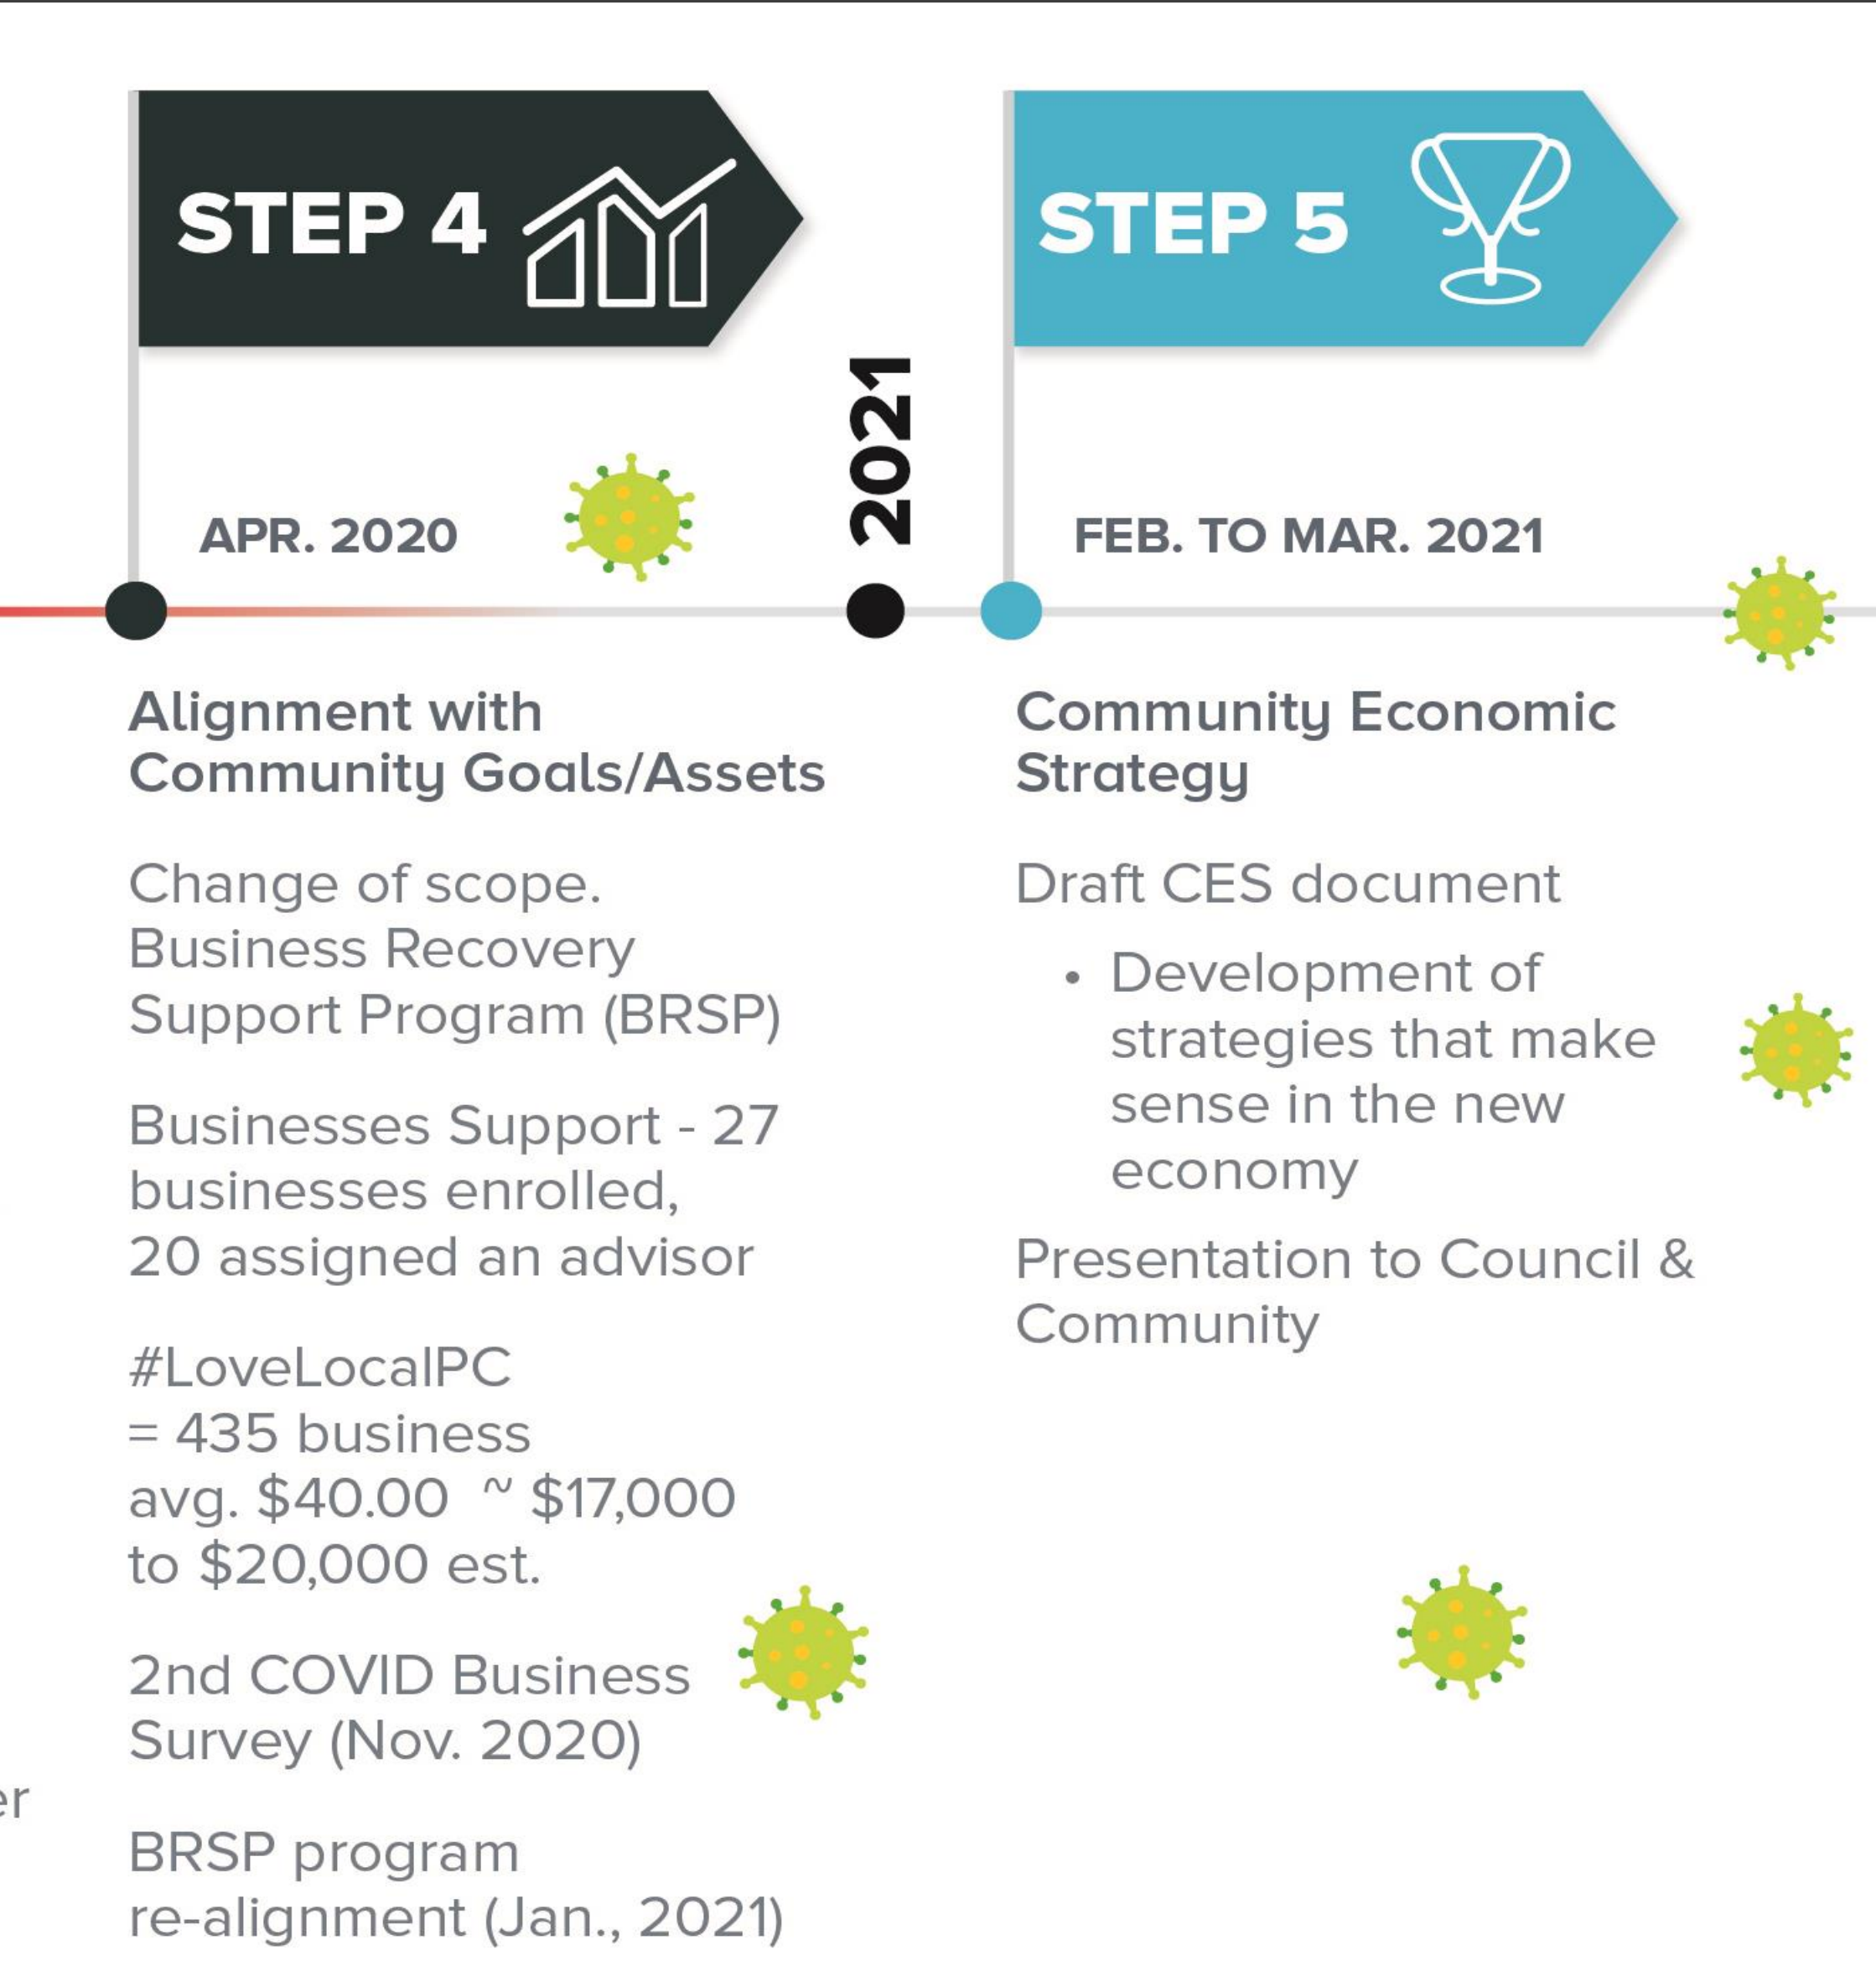 STEP 4
APR. 2020
Alignment with
Community Goals/Assets
Change of scope.
Business Recovery
Support Program (BRSP)
Businesses Support - 27
businesses enrolled,
20 assigned an advisor
#LoveLocalPC
= 435 business
avg. $40.00 ~ $17,000
to $20,000 est.
2nd COVID Business
Survey (Nov. 2020)
BRSP program
re-alignment (Jan., 2021)
2021
STEP 5
FEB. TO MAR. 2021
Community Economic
Strategy
Draft CES document
• Development of
strategies that make
sense in the new
economy
Presentation to Council &
Community